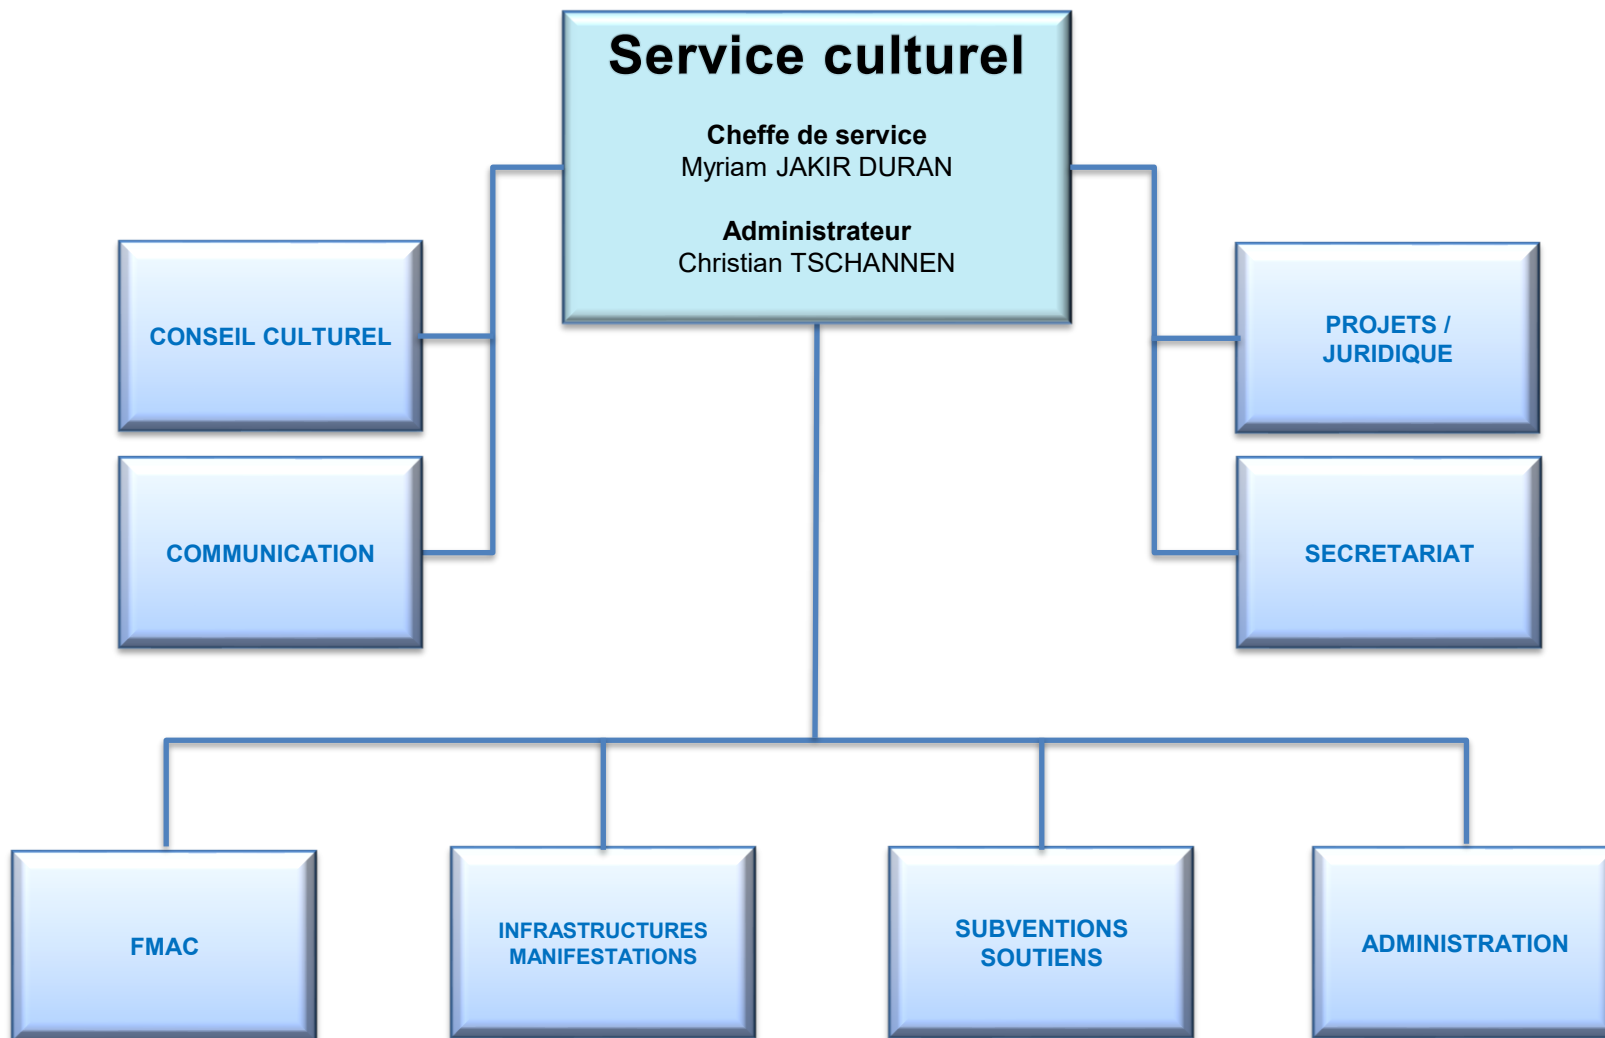 Service culturel
Cheffe de service
Myriam JAKIR DURAN
Administrateur
Christian TSCHANNEN
CONSEIL CULTUREL
PROJETS /
JURIDIQUE
COMMUNICATION
SECRETARIAT
FMAC
INFRASTRUCTURES
MANIFESTATIONS
SUBVENTIONS
SOUTIENS
ADMINISTRATION